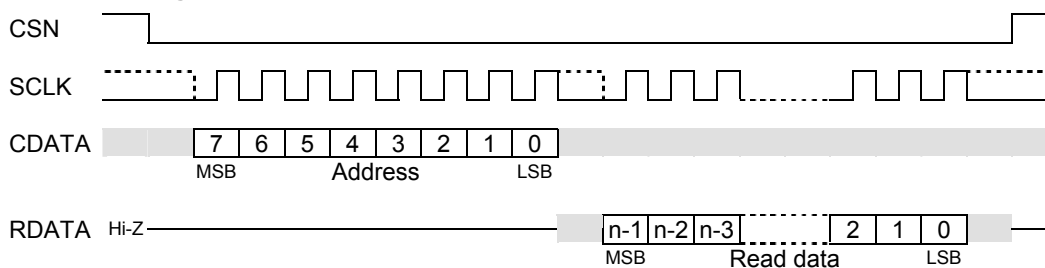 CSN
SCLK
CDATA 7 6 5 4 3 2 1 0
MSB Address LSB
RDATA Hi-Z n-1 n-2 n-3 2 1 0
MSB Read data LSB